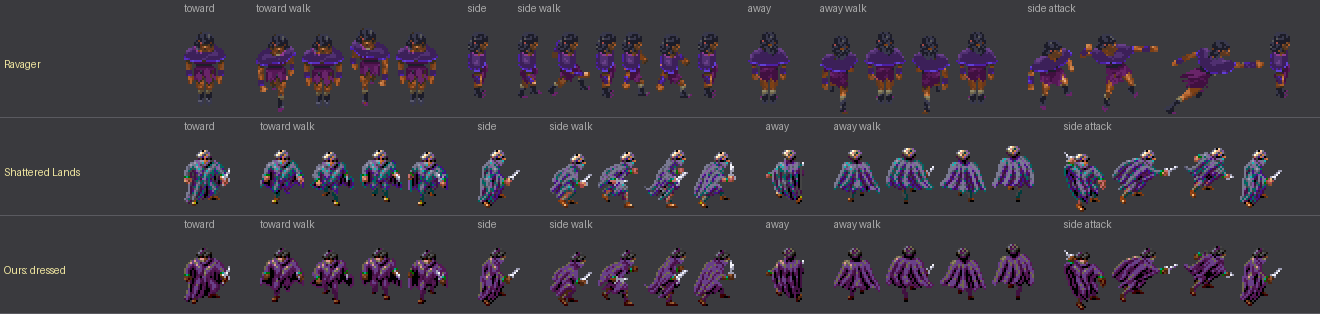 toward toward walk side side walk away away walk side attack
Ravager
toward toward walk side side walk away away walk side attack
Shattered Lands
toward toward walk side side walk away away walk side attack
Ours: dressed